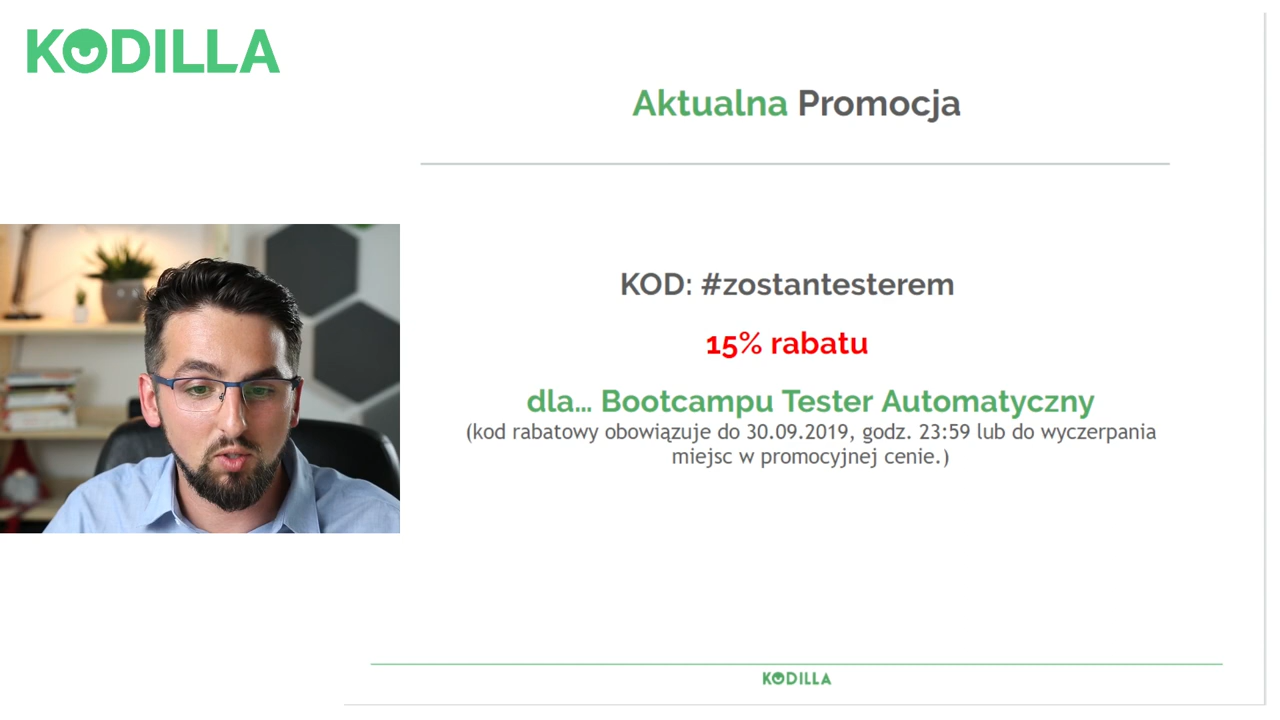 KODILLA
Aktualna Promocja
KOD: #zostantesterem
15% rabatu
dla... Bootcampu Tester Automatyczny
(kod rabatowy obowiązuje do 30.09.2019, godz. 23:59 lub do wyczerpania
miejsc w promocyjnej cenie.)
KODILLA